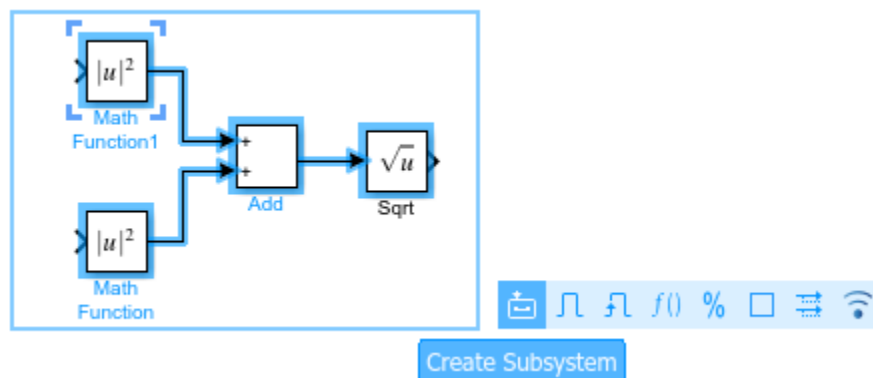 |u|²
Math
Function1
+
+
Add
√u
Sqrt
|u|²
Math
Function
f()
%
Create Subsystem